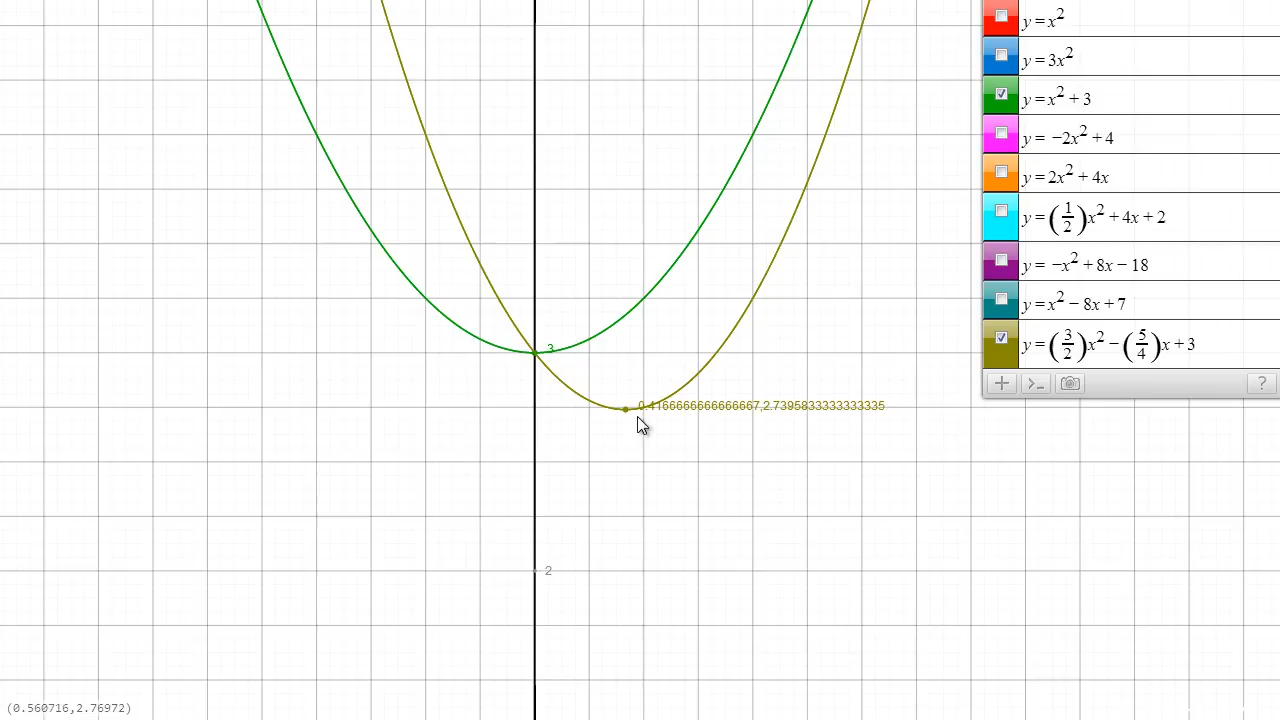 y = x² 
y = 3x²
y = x² + 3
y = −2x² + 4
y = 2x² + 4x
y = (1/2)x² + 4x + 2
y = −x² + 8x − 18
y = x² − 8x + 7
y = (3/2)x² − (5/4)x + 3
+ >_ ?
3
0.4166666666666667,2.7395833333333335
2
(0.560716,2.76972)